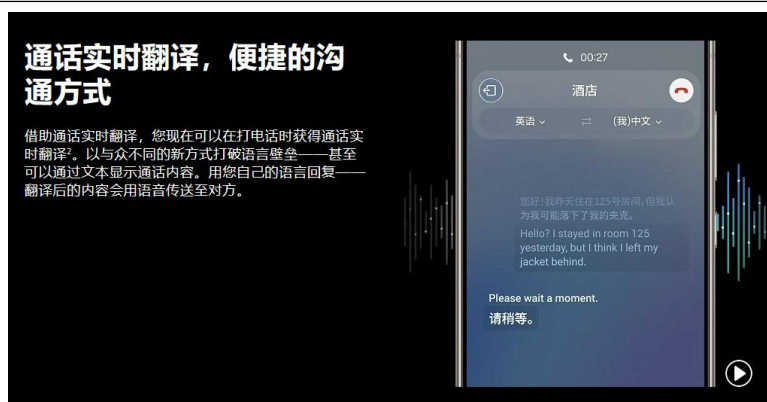 通话实时翻译，便捷的沟
通方式
借助通话实时翻译，您现在可以在打电话时获得通话实
时翻译²。以与众不同的新方式打破语言壁垒——甚至
可以通过文本显示通话内容。用您自己的语言回复——
翻译后的内容会用语音传送至对方。
00:27
酒店
英语
(我)中文
您好！我昨天住在125号房间，但我认
为我可能落下了我的夹克。
Hello? I stayed in room 125
yesterday, but I think I left my
jacket behind.
Please wait a moment.
请稍等。